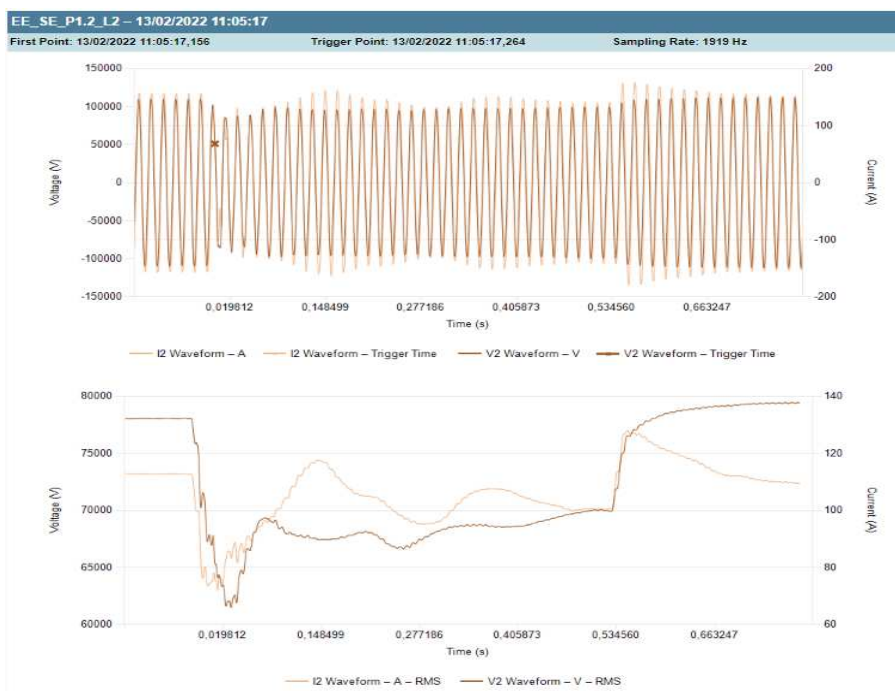 EE_SE_P1.2_L2 – 13/02/2022 11:05:17
First Point: 13/02/2022 11:05:17,156 Trigger Point: 13/02/2022 11:05:17,264 Sampling Rate: 1919 Hz
150000 200
100000 100
50000
0 0
-50000
-100000 -100
-150000 -200
Voltage (V)
Current (A)
0,019812 0,148499 0,277186 0,405873 0,534560 0,663247
Time (s)
I2 Waveform – A I2 Waveform – Trigger Time V2 Waveform – V V2 Waveform – Trigger Time
80000 140
75000 120
70000 100
65000 80
60000 60
Voltage (V)
Current (A)
0,019812 0,148499 0,277186 0,405873 0,534560 0,663247
Time (s)
I2 Waveform – A – RMS V2 Waveform – V – RMS